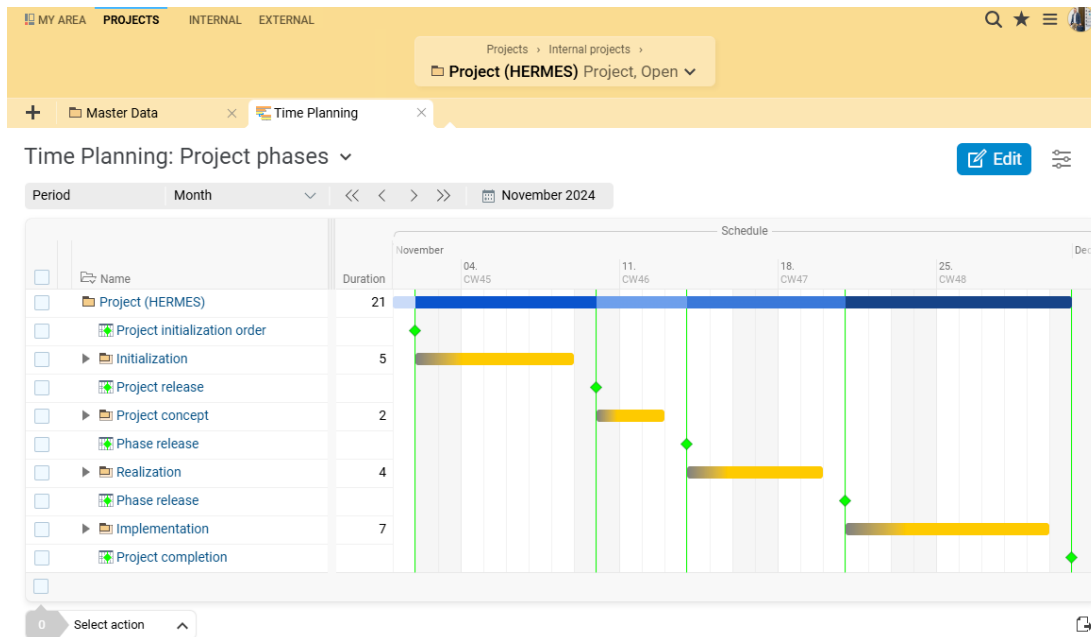 MY AREA PROJECTS INTERNAL EXTERNAL
Projects › Internal projects ›
Project (HERMES) Project, Open
+ Master Data × Time Planning ×
Time Planning: Project phases
Edit
Period Month November 2024
Schedule
November
04. 11. 18. 25.
Name Duration CW45 CW46 CW47 CW48
Project (HERMES) 21
Project initialization order
Initialization 5
Project release
Project concept 2
Phase release
Realization 4
Phase release
Implementation 7
Project completion
0 Select action